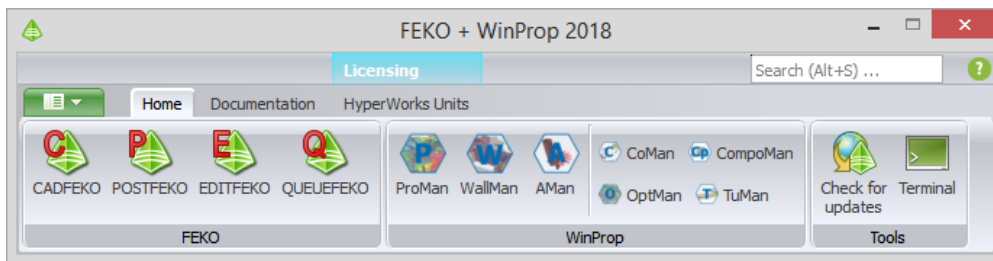 FEKO + WinProp 2018
Licensing
Search (Alt+S) ...
?
Home Documentation HyperWorks Units
C P E Q P W A
C CoMan Cp CompoMan
CADFEKO POSTFEKO EDITFEKO QUEUEFEKO ProMan WallMan AMan
O OptMan T TuMan
Check for updates
Terminal
FEKO WinProp Tools